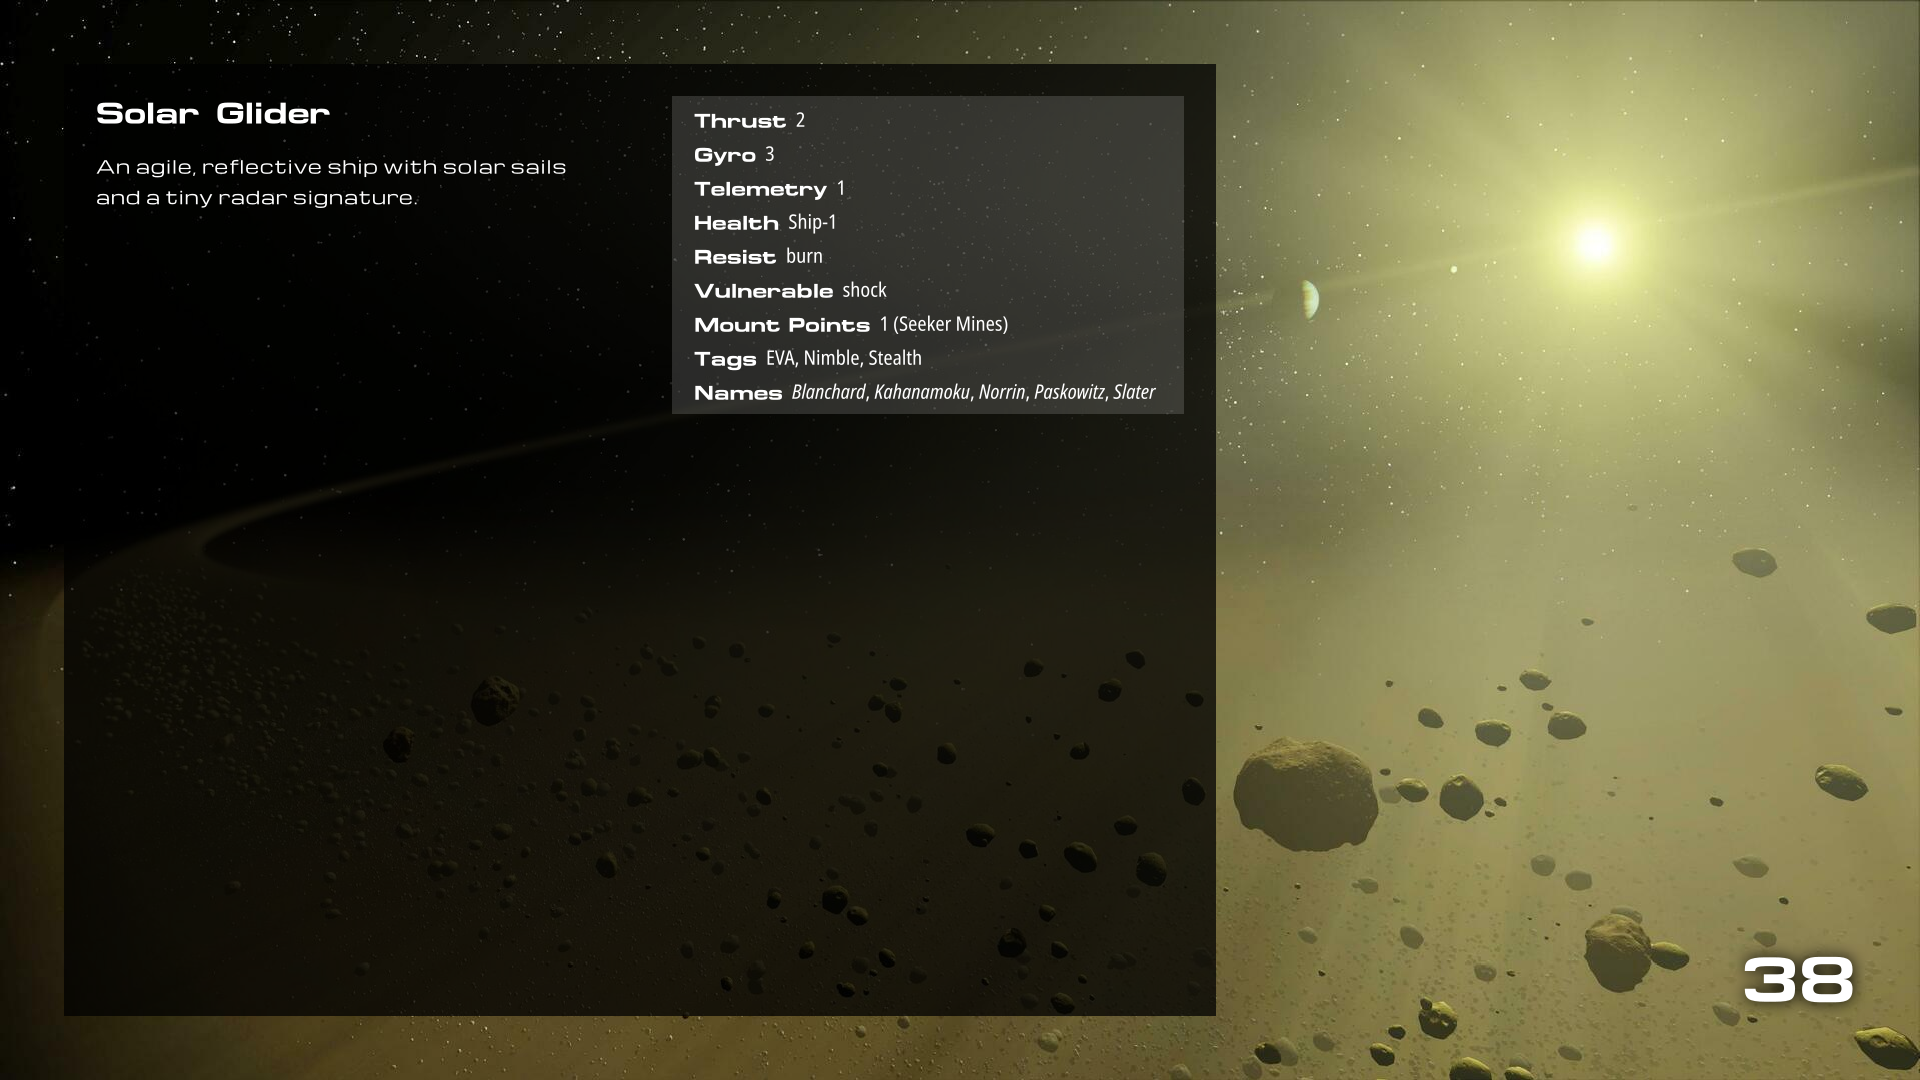 Solar Glider
An agile, reflective ship with solar sails
and a tiny radar signature.
Thrust 2
Gyro 3
Telemetry 1
Health Ship-1
Resist burn
Vulnerable shock
Mount Points 1 (Seeker Mines)
Tags EVA, Nimble, Stealth
Names Blanchard, Kahanamoku, Norrin, Paskowitz, Slater
38